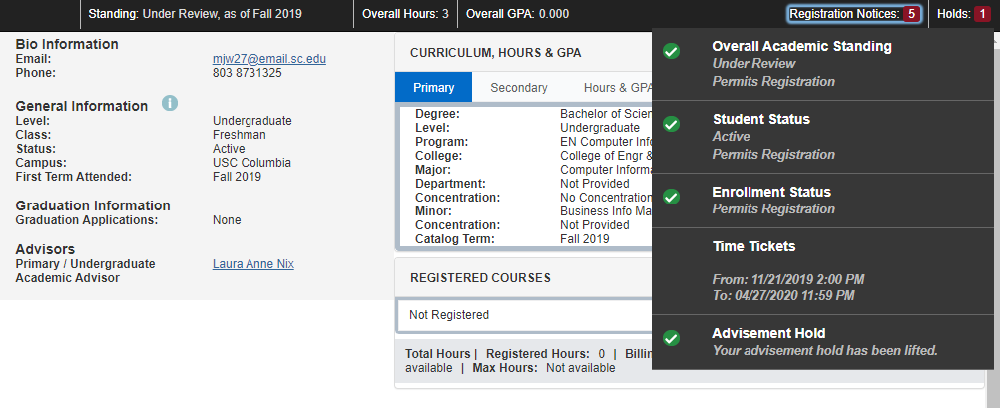 Standing: Under Review, as of Fall 2019
Overall Hours: 3
Overall GPA: 0.000
Registration Notices: 5
Holds: 1
Bio Information
Email: mjw27@email.sc.edu
Phone: 803 8731325
General Information
Level: Undergraduate
Class: Freshman
Status: Active
Campus: USC Columbia
First Term Attended: Fall 2019
Graduation Information
Graduation Applications: None
Advisors
Primary / Undergraduate Laura Anne Nix
Academic Advisor
CURRICULUM, HOURS & GPA
Primary Secondary Hours & GPA
Degree: Bachelor of Scien
Level: Undergraduate
Program: EN Computer Info
College: College of Engr &
Major: Computer Informa
Department: Not Provided
Concentration: No Concentration
Minor: Business Info Ma
Concentration: Not Provided
Catalog Term: Fall 2019
REGISTERED COURSES
Not Registered
Total Hours | Registered Hours: 0 | Billin
available | Max Hours: Not available
Overall Academic Standing
Under Review
Permits Registration
Student Status
Active
Permits Registration
Enrollment Status
Permits Registration
Time Tickets
From: 11/21/2019 2:00 PM
To: 04/27/2020 11:59 PM
Advisement Hold
Your advisement hold has been lifted.